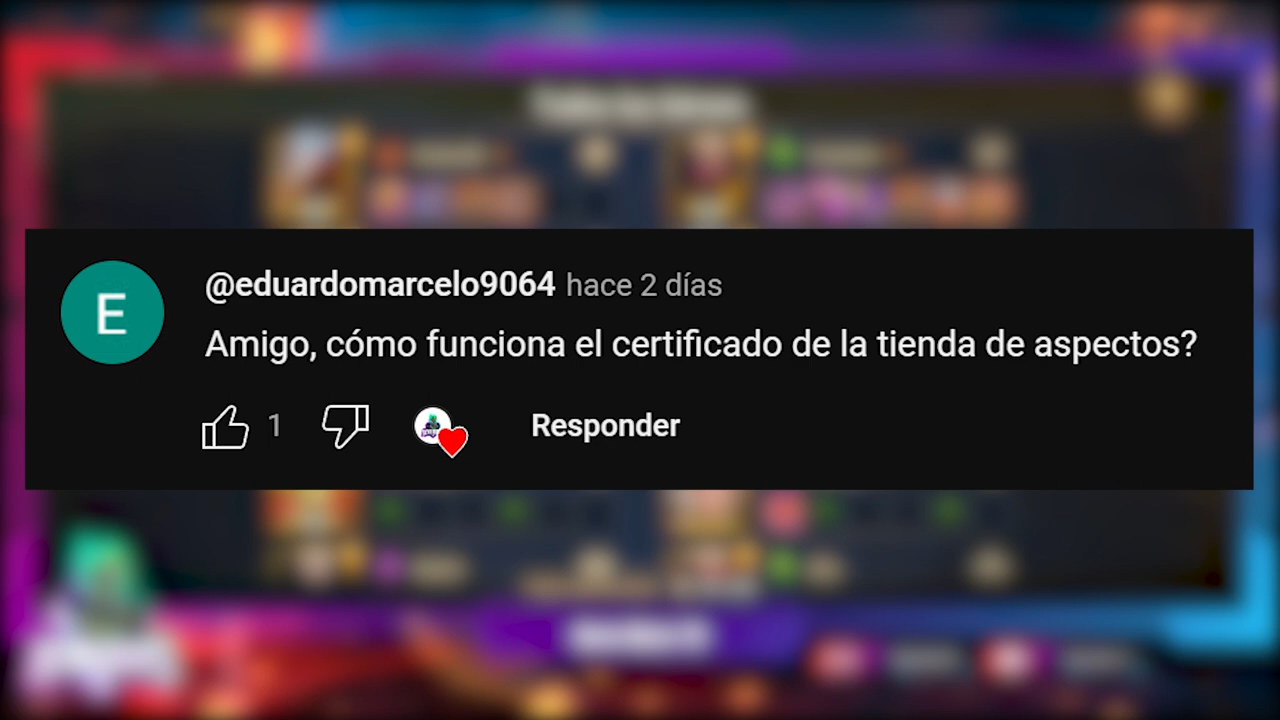 E
@eduardomarcelo9064 hace 2 días
Amigo, cómo funciona el certificado de la tienda de aspectos?
1
Responder